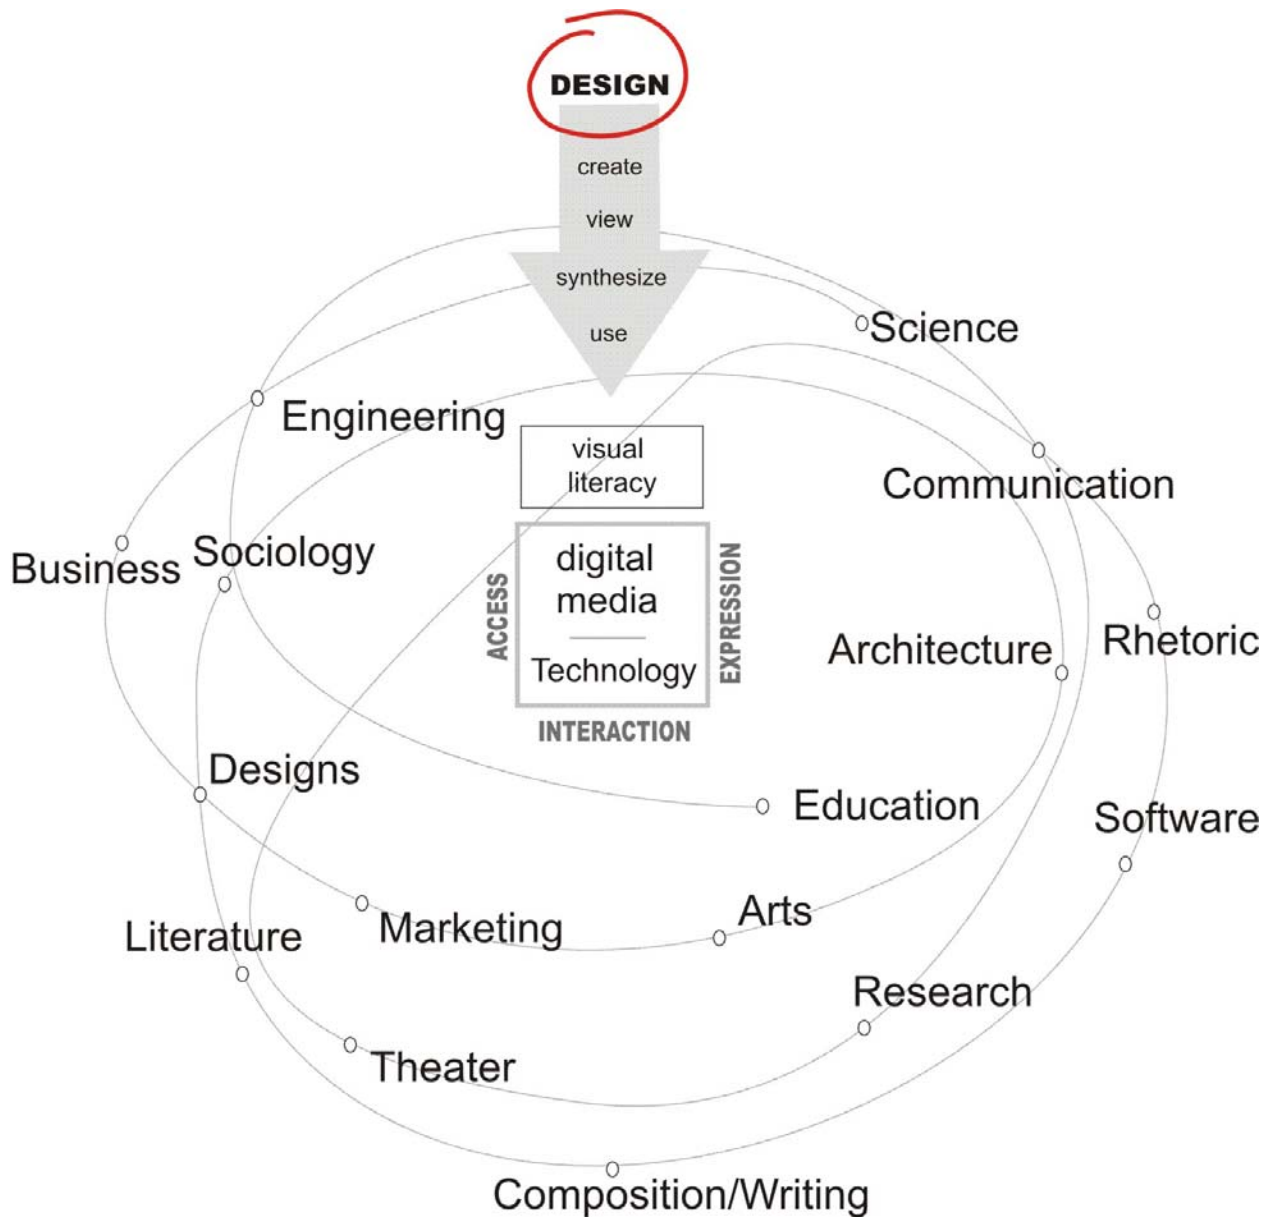 DESIGN
create
view
synthesize
use
Science
Engineering
visual
literacy
Communication
Business
Sociology
digital
media
Technology
ACCESS
EXPRESSION
INTERACTION
Architecture
Rhetoric
Designs
Education
Software
Marketing
Arts
Literature
Research
Theater
Composition/Writing